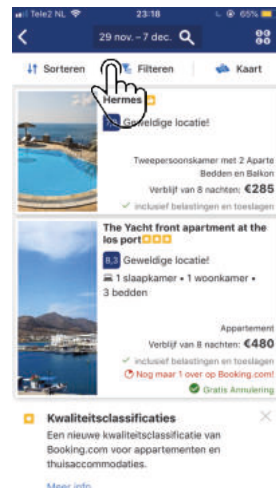 Tele2 NL 23:18 65%
29 nov. – 7 dec.
Sorteren Filteren Kaart
Hermes
Geweldige locatie!
Tweepersoonskamer met 2 Aparte
Bedden en Balkon
Verblijf van 8 nachten: €285
inclusief belastingen en toeslagen
The Yacht front apartment at the
los port
8,3 Geweldige locatie!
1 slaapkamer • 1 woonkamer •
3 bedden
Appartement
Verblijf van 8 nachten: €480
inclusief belastingen en toeslagen
Nog maar 1 over op Booking.com!
Gratis Annulering
Kwaliteitsclassificaties
Een nieuwe kwaliteitsclassificatie van
Booking.com voor appartementen en
thuisaccommodaties.
Meer info